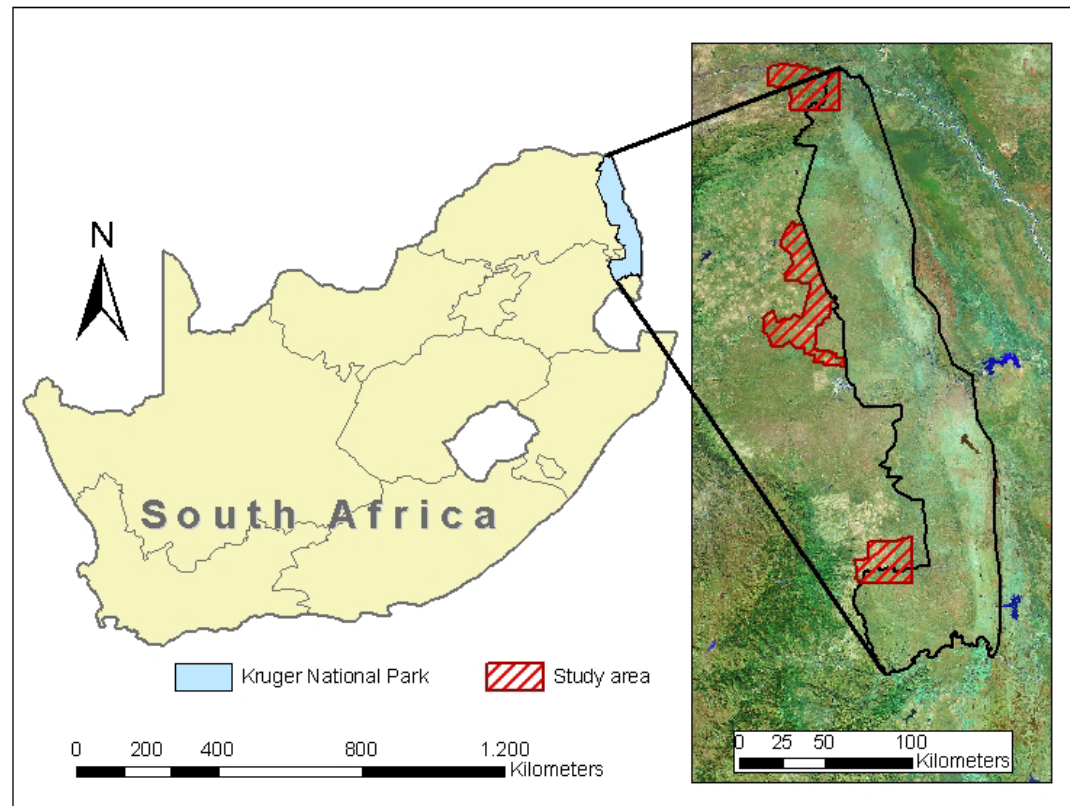 N
South Africa
Kruger National Park
Study area
0 200 400 800 1.200
Kilometers
0 25 50 100
Kilometers